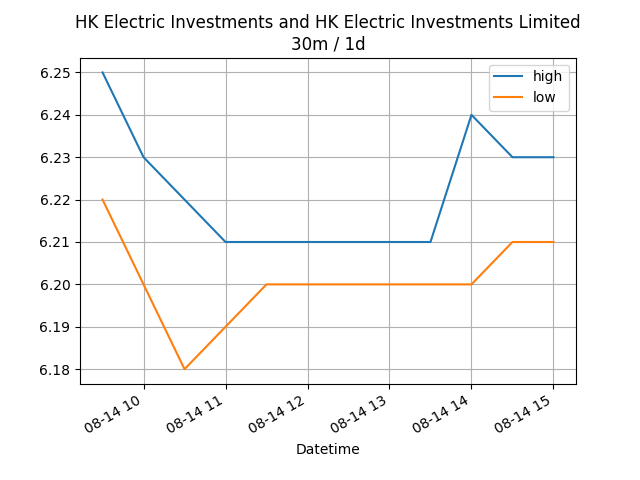 HK Electric Investments and HK Electric Investments Limited
30m / 1d
high
low
6.25
6.24
6.23
6.22
6.21
6.20
6.19
6.18
08-14 10
08-14 11
08-14 12
08-14 13
08-14 14
08-14 15
Datetime